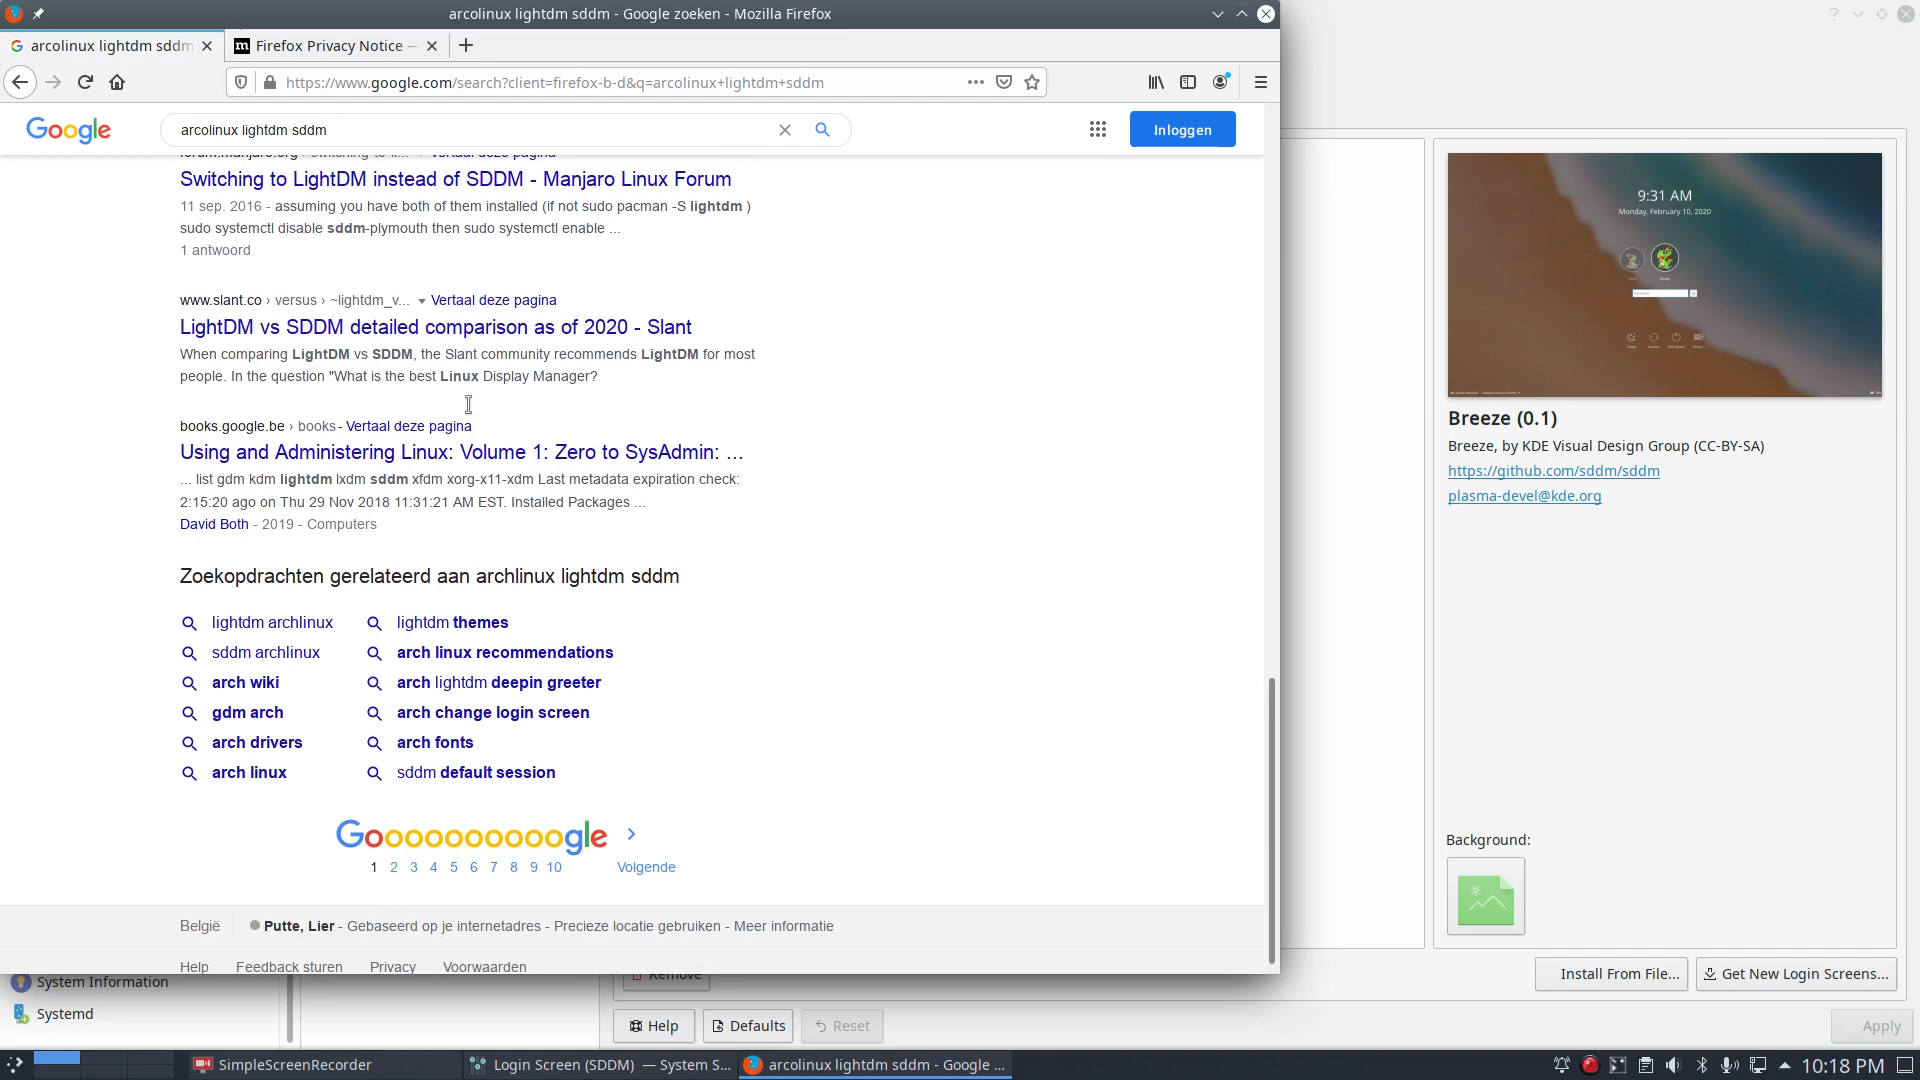 arcolinux lightdm sddm - Google zoeken - Mozilla Firefox
arcolinux lightdm sddm
Firefox Privacy Notice —
https://www.google.com/search?client=firefox-b-d&q=arcolinux+lightdm+sddm
Google
arcolinux lightdm sddm
Inloggen
Vertaal deze pagina
Switching to LightDM instead of SDDM - Manjaro Linux Forum
11 sep. 2016 - assuming you have both of them installed (if not sudo pacman -S lightdm )
sudo systemctl disable sddm-plymouth then sudo systemctl enable ...
1 antwoord
www.slant.co › versus › ~lightdm_v... ▾ Vertaal deze pagina
LightDM vs SDDM detailed comparison as of 2020 - Slant
When comparing LightDM vs SDDM, the Slant community recommends LightDM for most
people. In the question "What is the best Linux Display Manager?
books.google.be › books - Vertaal deze pagina
Using and Administering Linux: Volume 1: Zero to SysAdmin: ...
... list gdm kdm lightdm lxdm sddm xfdm xorg-x11-xdm Last metadata expiration check:
2:15:20 ago on Thu 29 Nov 2018 11:31:21 AM EST. Installed Packages ...
David Both - 2019 - Computers
Zoekopdrachten gerelateerd aan archlinux lightdm sddm
lightdm archlinux
lightdm themes
sddm archlinux
arch linux recommendations
arch wiki
arch lightdm deepin greeter
gdm arch
arch change login screen
arch drivers
arch fonts
arch linux
sddm default session
Goooooooooogle
1 2 3 4 5 6 7 8 9 10 Volgende
België
Putte, Lier - Gebaseerd op je internetadres - Precieze locatie gebruiken - Meer informatie
Help Feedback sturen Privacy Voorwaarden
9:31 AM
Monday, February 10, 2020
Breeze (0.1)
Breeze, by KDE Visual Design Group (CC-BY-SA)
https://github.com/sddm/sddm
plasma-devel@kde.org
Background:
Remove
Install From File...
Get New Login Screens...
System Information
Systemd
Help
Defaults
Reset
Apply
SimpleScreenRecorder
Login Screen (SDDM) — System S...
arcolinux lightdm sddm - Google ...
10:18 PM